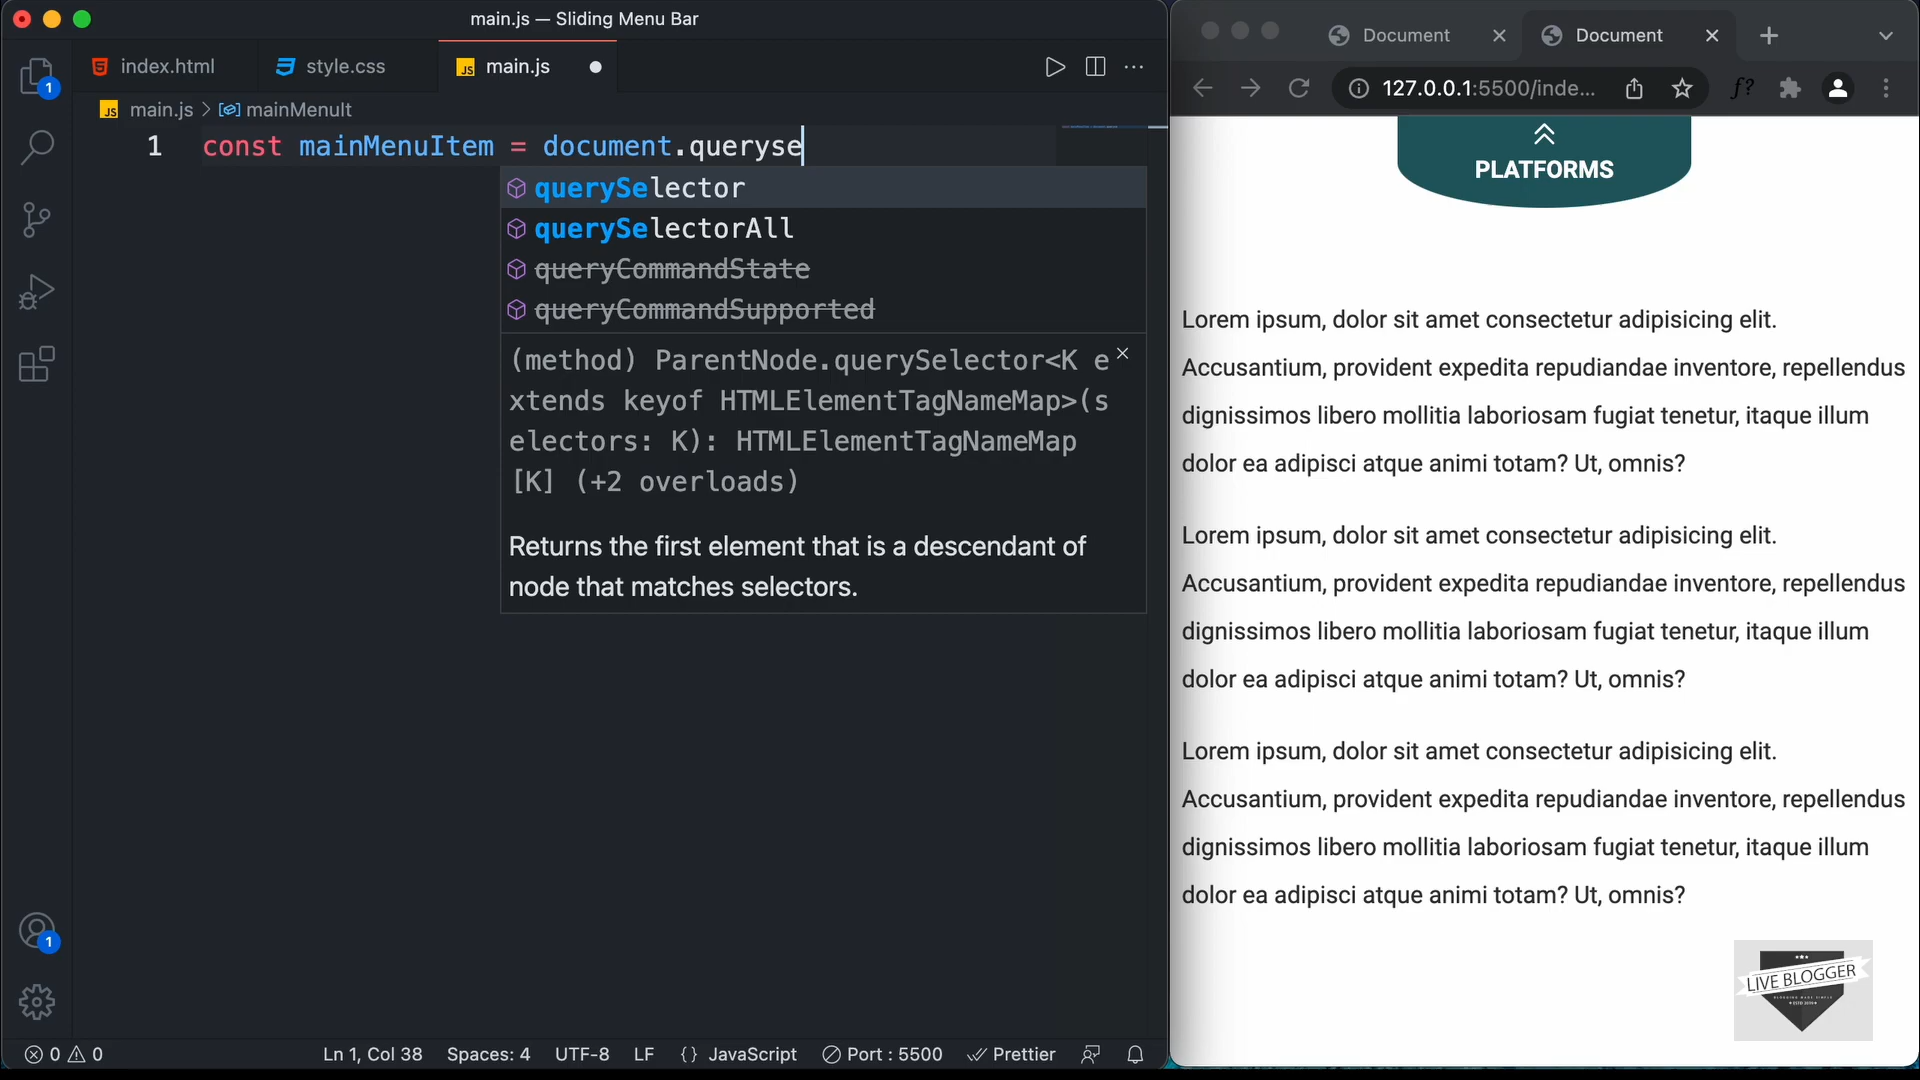 main.js — Sliding Menu Bar
index.html
style.css
JS main.js
JS main.js > mainMenuIt
1 const mainMenuItem = document.queryse
querySelector
querySelectorAll
queryCommandState
queryCommandSupported
(method) ParentNode.querySelector<K e
xtends keyof HTMLElementTagNameMap>(s
electors: K): HTMLElementTagNameMap
[K] (+2 overloads)
Returns the first element that is a descendant of
node that matches selectors.
1
1
0 0
Ln 1, Col 38
Spaces: 4
UTF-8
LF
{} JavaScript
Port : 5500
Prettier
Document
Document
127.0.0.1:5500/inde...
f?
PLATFORMS
Lorem ipsum, dolor sit amet consectetur adipisicing elit.
Accusantium, provident expedita repudiandae inventore, repellendus
dignissimos libero mollitia laboriosam fugiat tenetur, itaque illum
dolor ea adipisci atque animi totam? Ut, omnis?
Lorem ipsum, dolor sit amet consectetur adipisicing elit.
Accusantium, provident expedita repudiandae inventore, repellendus
dignissimos libero mollitia laboriosam fugiat tenetur, itaque illum
dolor ea adipisci atque animi totam? Ut, omnis?
Lorem ipsum, dolor sit amet consectetur adipisicing elit.
Accusantium, provident expedita repudiandae inventore, repellendus
dignissimos libero mollitia laboriosam fugiat tenetur, itaque illum
dolor ea adipisci atque animi totam? Ut, omnis?
LIVE BLOGGER